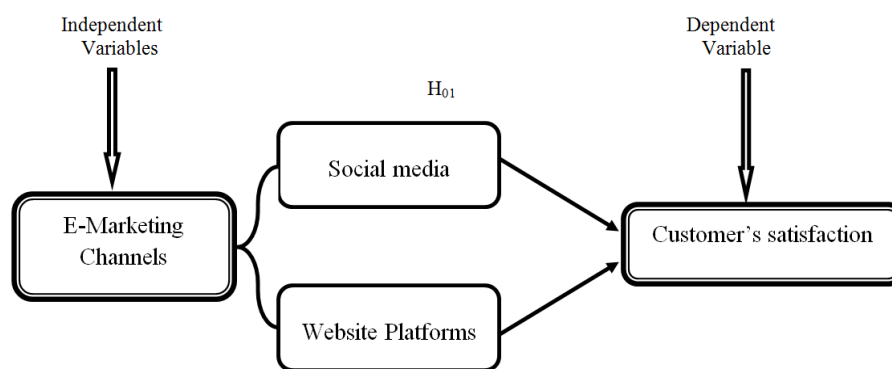 Independent
Variables
Dependent
Variable
H₀₁
Social media
E-Marketing
Channels
Customer’s satisfaction
Website Platforms